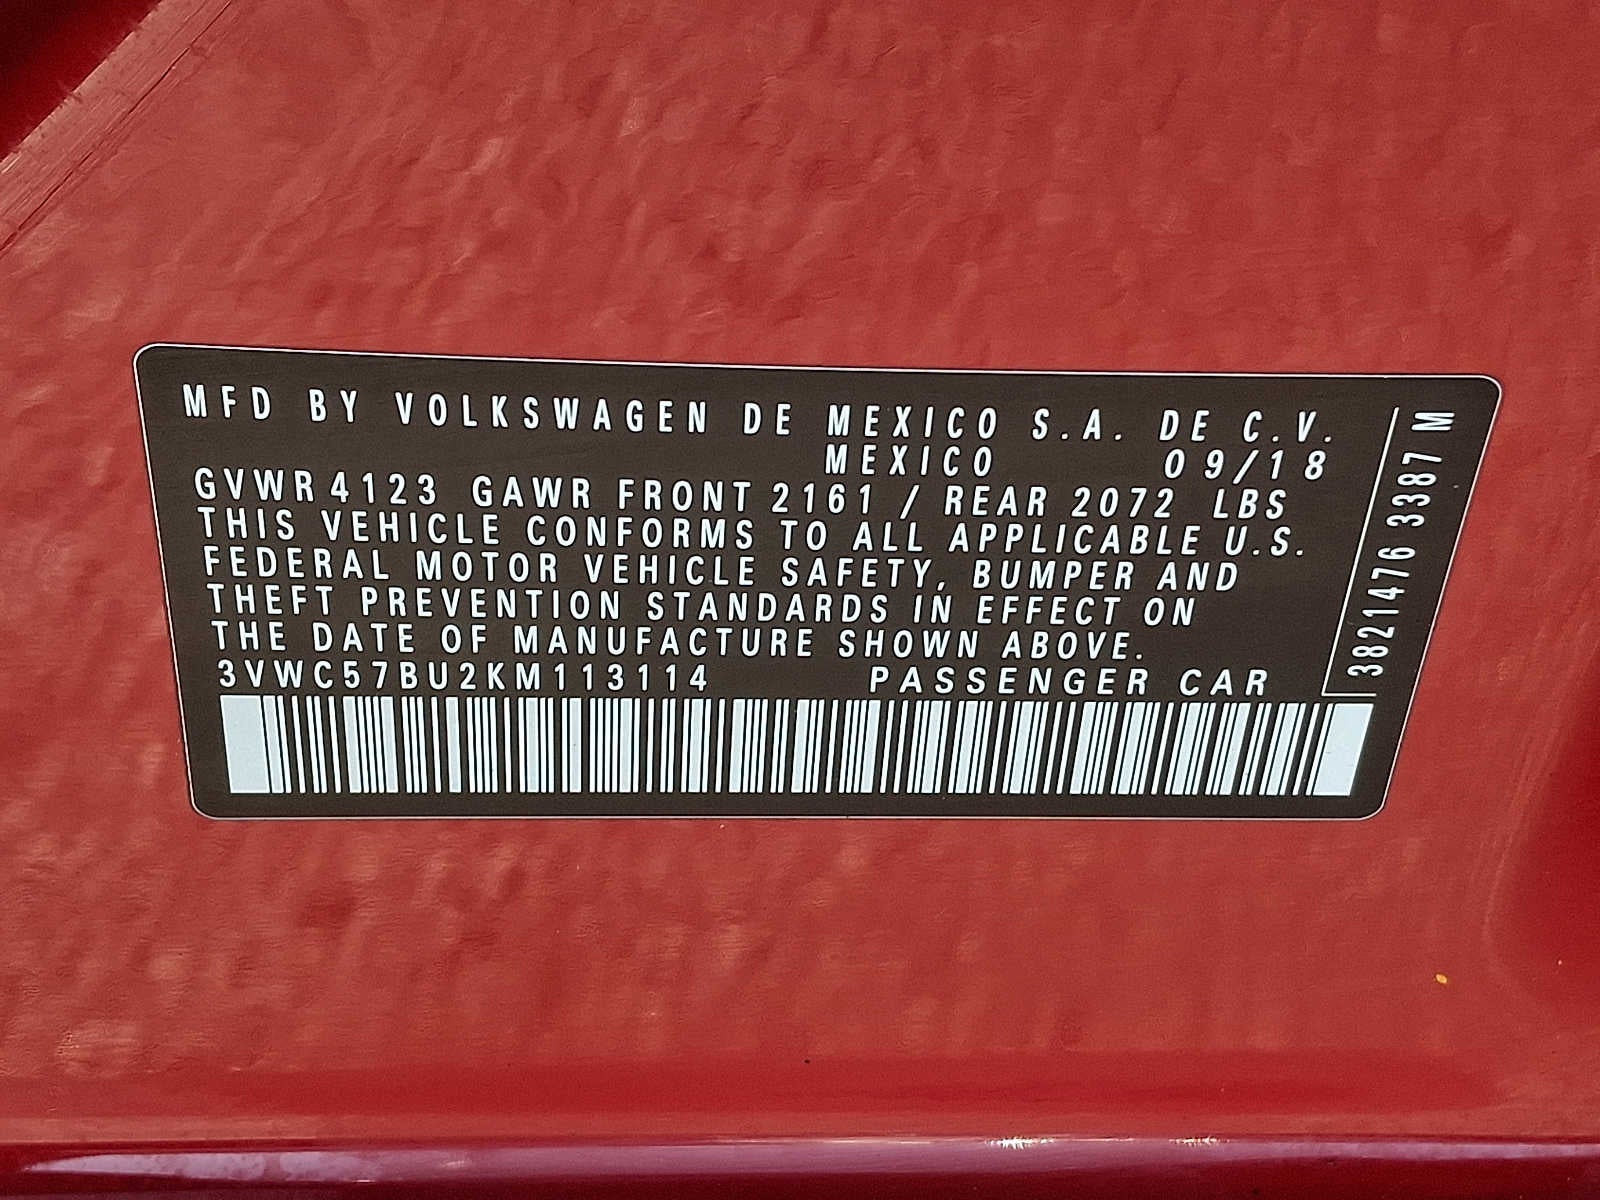 MFD BY VOLKSWAGEN DE MEXICO S.A. DE C.V.
MEXICO 09/18
GVWR 4123 GAWR FRONT 2161 / REAR 2072 LBS
THIS VEHICLE CONFORMS TO ALL APPLICABLE U.S.
FEDERAL MOTOR VEHICLE SAFETY, BUMPER AND
THEFT PREVENTION STANDARDS IN EFFECT ON
THE DATE OF MANUFACTURE SHOWN ABOVE.
3VWC57BU2KM113114 PASSENGER CAR
3821476 3387 M